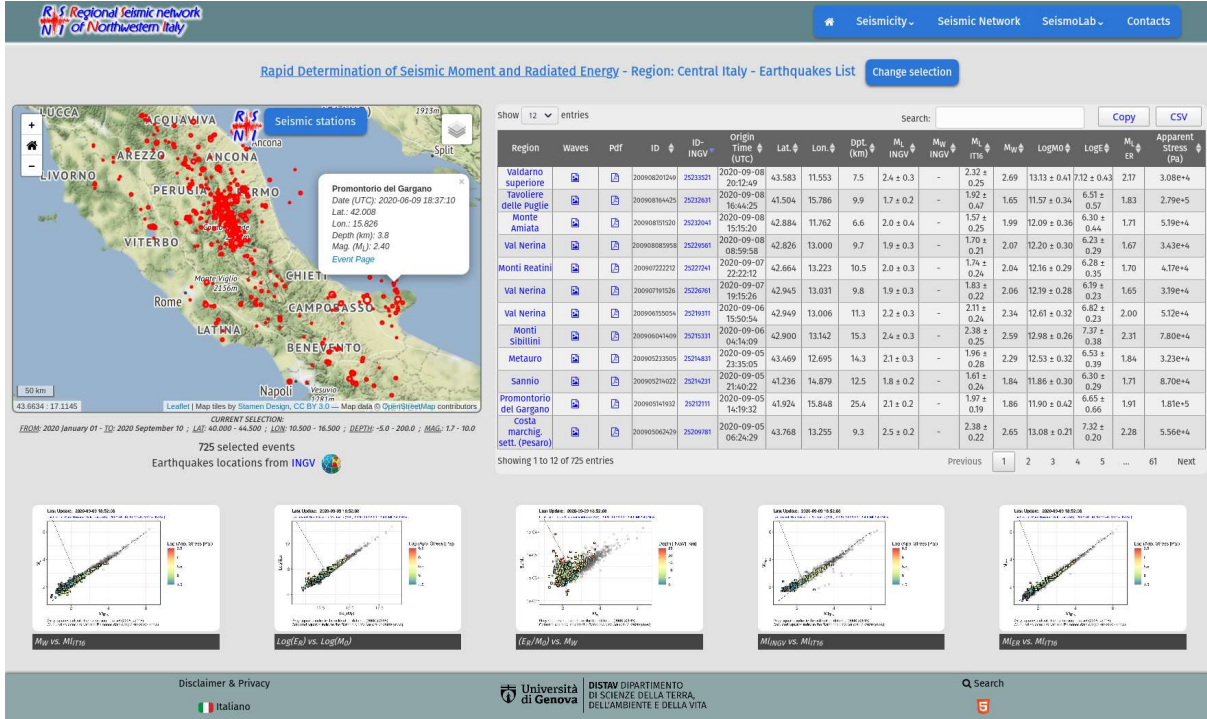 Regional Seismic network
of Northwestern Italy
Seismicity
Seismic Network
SeismoLab
Contacts
Rapid Determination of Seismic Moment and Radiated Energy - Region: Central Italy - Earthquakes List
Change selection
LUCCA
ACQUAVIVA
RSNI
Seismic stations
1913m
Ancona
Split
AREZZO
ANCONA
LIVORNO
PERUGIA
FERMO
VITERBO
Monte Viglio
2156m
CHIETI
Rome
CAMPOBASSO
LATINA
BENEVENTO
Napoli
Vesuvio
1281m
Promontorio del Gargano
Date (UTC): 2020-06-09 18:37:10
Lat.: 42.008
Lon.: 15.826
Depth (km): 3.8
Mag. (ML): 2.40
Event Page
50 km
43.6634 : 17.1145
Leaflet | Map tiles by Stamen Design, CC BY 3.0 — Map data © OpenStreetMap contributors
CURRENT SELECTION:
FROM: 2020 January 01 - TO: 2020 September 10 ; LAT: 40.000 - 44.500 ; LON: 10.500 - 16.500 ; DEPTH: -5.0 - 200.0 ; MAG.: 1.7 - 10.0
725 selected events
Earthquakes locations from INGV
Show 12 entries
Search:
Copy
CSV
Region Waves Pdf ID ID-INGV Origin Time (UTC) Lat. Lon. Dpt. (km) ML INGV MW INGV ML IT16 MW LogM0 LogE ML ER Apparent Stress (Pa)
Valdarno superiore 200908201249 25233521 2020-09-08 20:12:49 43.583 11.553 7.5 2.4 ± 0.3 - 2.32 ± 0.25 2.69 13.13 ± 0.41 7.12 ± 0.43 2.17 3.08e+4
Tavoliere delle Puglie 200908164425 25232631 2020-09-08 16:44:25 41.504 15.786 9.9 1.7 ± 0.2 - 1.92 ± 0.47 1.65 11.57 ± 0.34 6.51 ± 0.57 1.83 2.79e+5
Monte Amiata 200908151520 25232041 2020-09-08 15:15:20 42.884 11.762 6.6 2.0 ± 0.4 - 1.57 ± 0.25 1.99 12.09 ± 0.36 6.30 ± 0.44 1.71 5.19e+4
Val Nerina 200908085958 25229561 2020-09-08 08:59:58 42.826 13.000 9.7 1.9 ± 0.3 - 1.70 ± 0.21 2.07 12.20 ± 0.30 6.23 ± 0.29 1.67 3.43e+4
Monti Reatini 200907222212 25227241 2020-09-07 22:22:12 42.664 13.223 10.5 2.0 ± 0.3 - 1.74 ± 0.24 2.04 12.16 ± 0.29 6.28 ± 0.35 1.70 4.17e+4
Val Nerina 200907191526 25226761 2020-09-07 19:15:26 42.945 13.031 9.8 1.9 ± 0.3 - 1.83 ± 0.22 2.06 12.19 ± 0.28 6.19 ± 0.23 1.65 3.19e+4
Val Nerina 200906155054 25219311 2020-09-06 15:50:54 42.949 13.006 11.3 2.2 ± 0.3 - 2.11 ± 0.24 2.34 12.61 ± 0.32 6.82 ± 0.23 2.00 5.12e+4
Monti Sibillini 200906041409 25215331 2020-09-06 04:14:09 42.900 13.142 15.3 2.4 ± 0.3 - 2.38 ± 0.25 2.59 12.98 ± 0.26 7.37 ± 0.38 2.31 7.80e+4
Metauro 200905233505 25214831 2020-09-05 23:35:05 43.469 12.695 14.3 2.1 ± 0.3 - 1.96 ± 0.28 2.29 12.53 ± 0.32 6.53 ± 0.39 1.84 3.23e+4
Sannio 200905214022 25214231 2020-09-05 21:40:22 41.236 14.879 12.5 1.8 ± 0.2 - 1.61 ± 0.24 1.84 11.86 ± 0.30 6.30 ± 0.29 1.71 8.70e+4
Promontorio del Gargano 200905141932 25212111 2020-09-05 14:19:32 41.924 15.848 25.4 2.1 ± 0.2 - 1.97 ± 0.19 1.86 11.90 ± 0.42 6.65 ± 0.66 1.91 1.81e+5
Costa marchig. sett. (Pesaro) 200905062429 25209781 2020-09-05 06:24:29 43.768 13.255 9.3 2.5 ± 0.2 - 2.38 ± 0.22 2.65 13.08 ± 0.21 7.32 ± 0.20 2.28 5.56e+4
Showing 1 to 12 of 725 entries
Previous 1 2 3 4 5 ... 61 Next
MW vs. MlIT16
Log(ER) vs. Log(M0)
(ER/M0) vs. MW
MlINGV vs. MlIT16
MlER vs. MlIT16
Disclaimer & Privacy
Italiano
Università
di Genova
DISTAV DIPARTIMENTO
DI SCIENZE DELLA TERRA,
DELL'AMBIENTE E DELLA VITA
Search
5